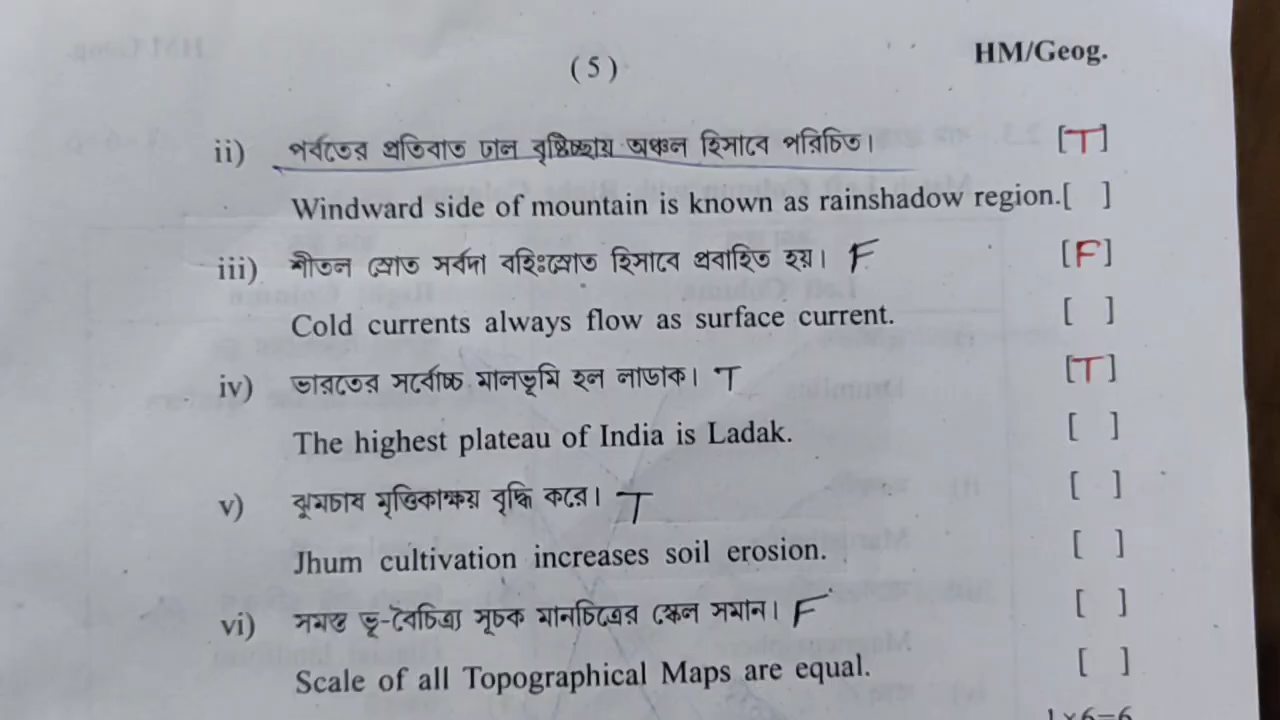 HM/Geog.
( 5 )
ii) পর্বতের প্রতিবাত ঢাল বৃষ্টিচ্ছায় অঞ্চল হিসাবে পরিচিত। [T]
Windward side of mountain is known as rainshadow region.[ ]
iii) শীতল স্রোত সর্বদা বহিঃস্রোত হিসাবে প্রবাহিত হয়। F [F]
Cold currents always flow as surface current. [ ]
iv) ভারতের সর্বোচ্চ মালভূমি হল লাডাক। T [T]
The highest plateau of India is Ladak. [ ]
v) ঝুমচাষ মৃত্তিকাক্ষয় বৃদ্ধি করে। T [ ]
Jhum cultivation increases soil erosion. [ ]
vi) সমস্ত ভূ-বৈচিত্র্য সূচক মানচিত্রের স্কেল সমান। F [ ]
Scale of all Topographical Maps are equal. [ ]
1×6=6